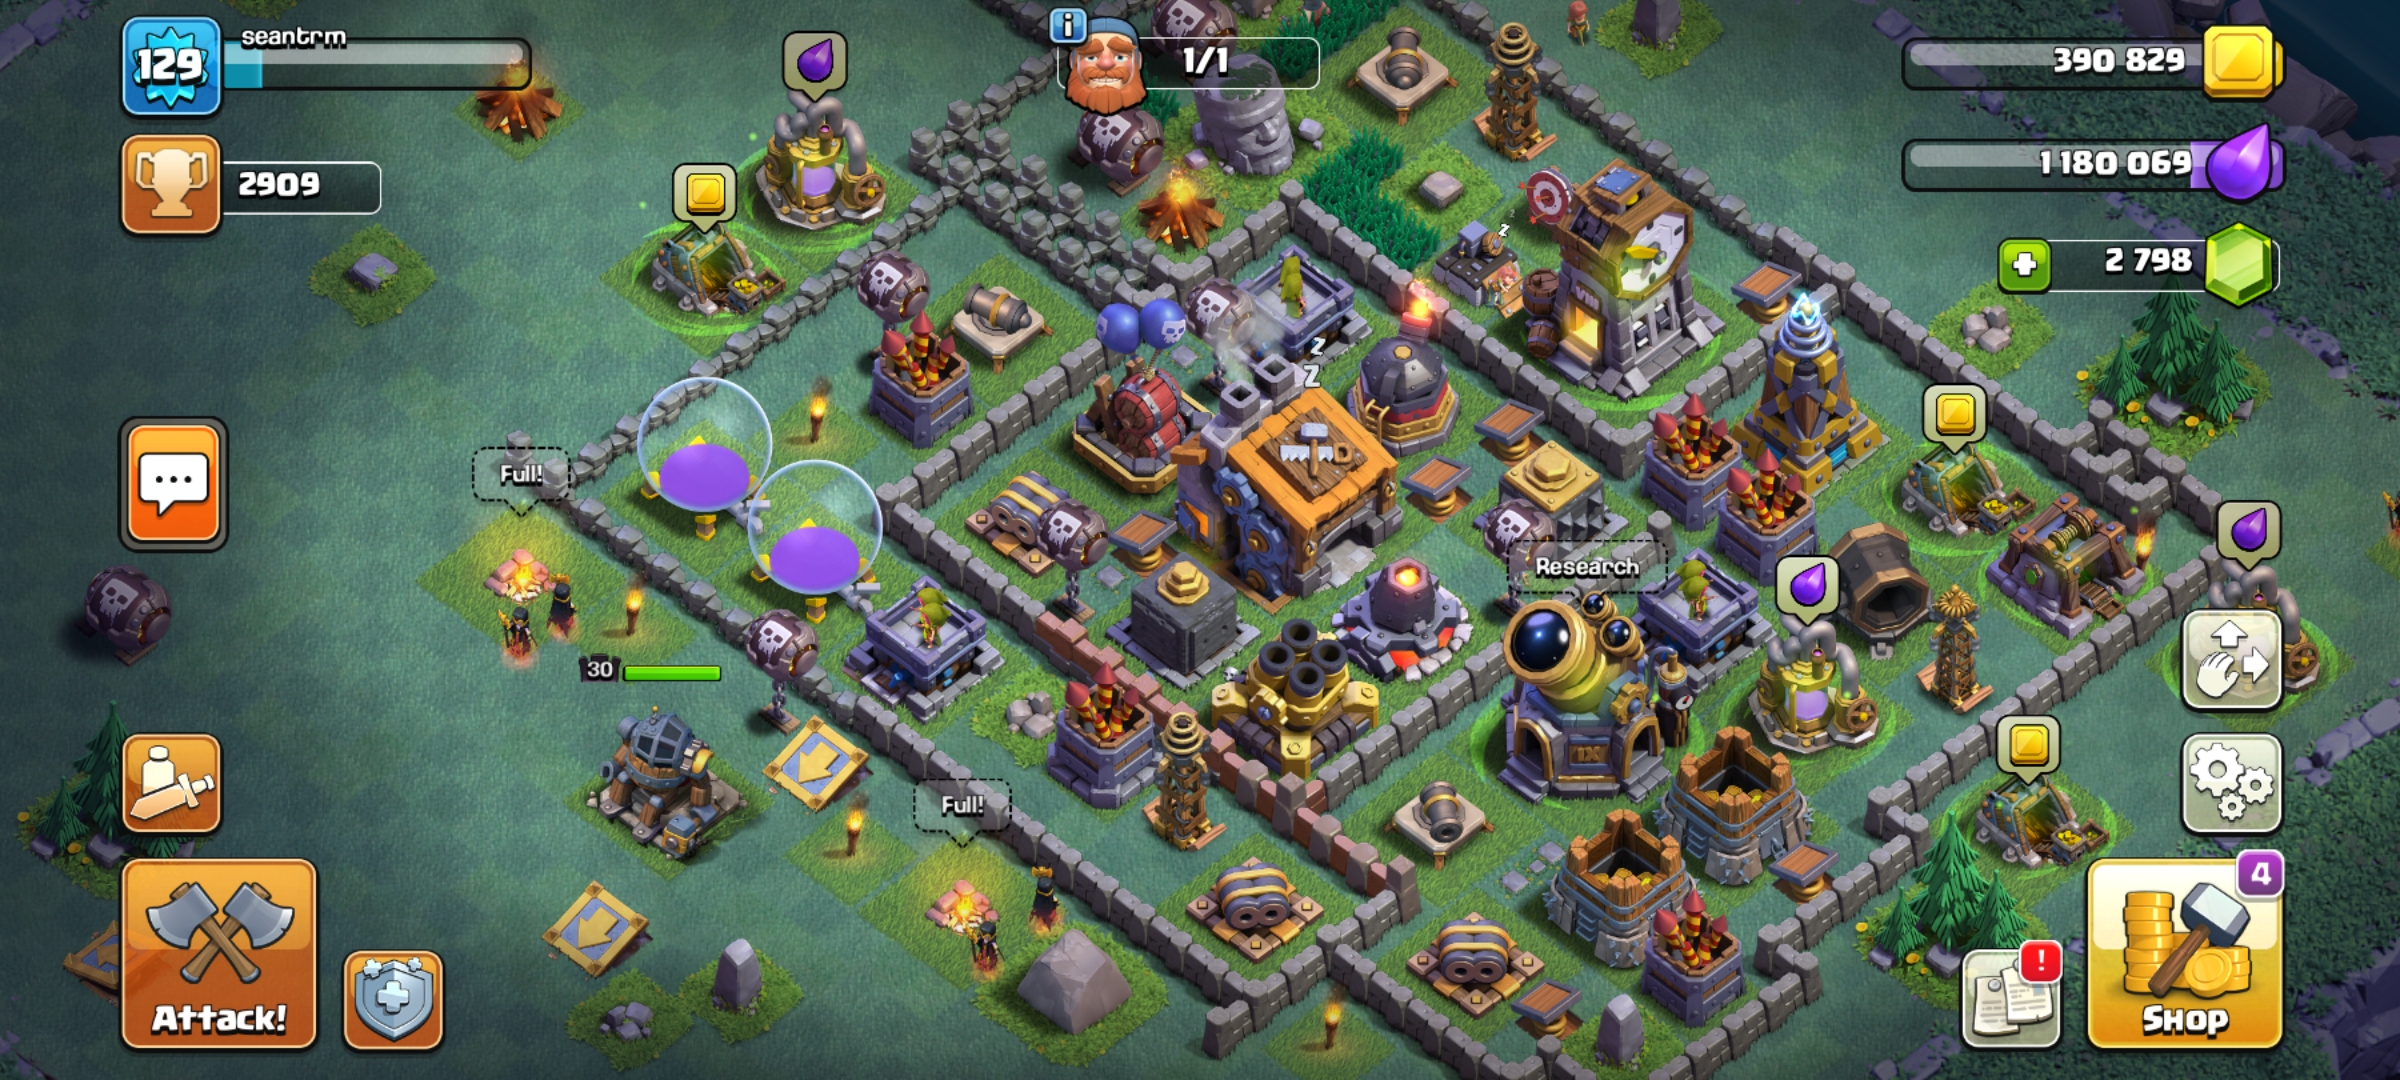 129
seantrm
1/1
390 829
2909
1 180 069
2 798
z
z
VIII
z
z
Full!
Research
30
IX
Full!
4
!
Attack!
Shop